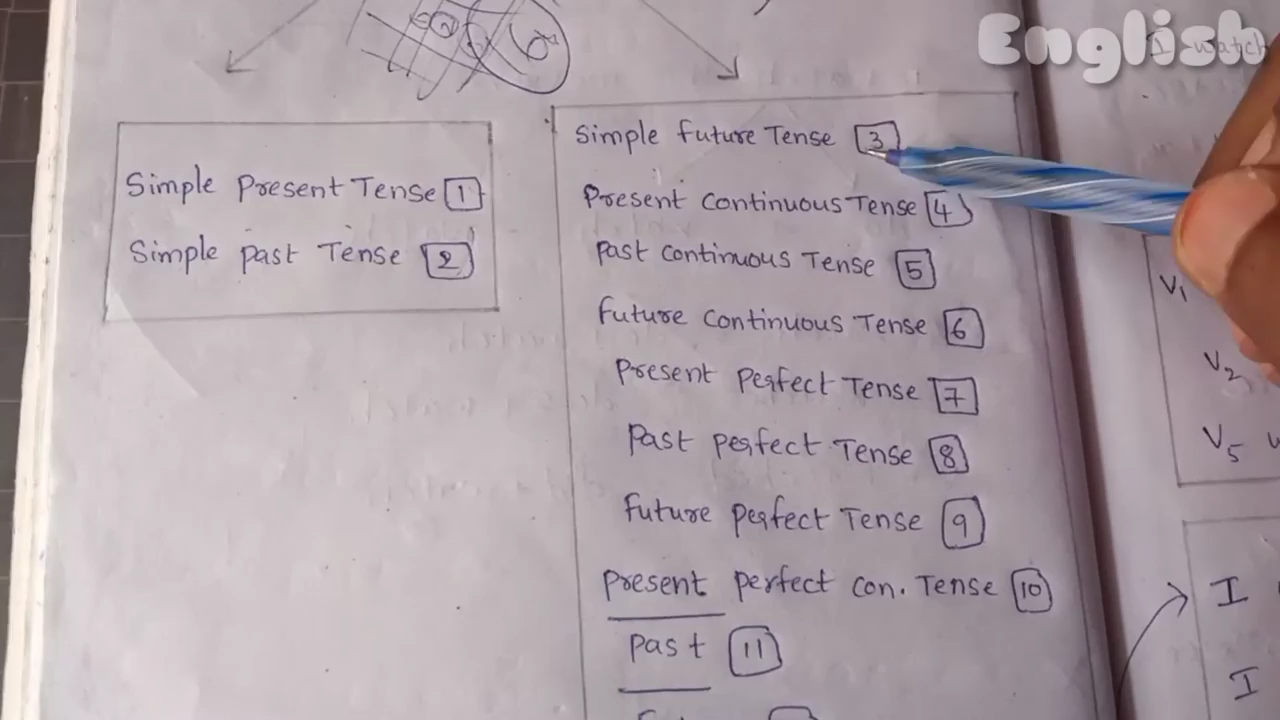 English
I watch
Simple Present Tense 1
Simple Past Tense 2
Simple Future Tense 3
Present Continuous Tense 4
Past Continuous Tense 5
Future Continuous Tense 6
Present Perfect Tense 7
Past Perfect Tense 8
Future Perfect Tense 9
Present Perfect Con. Tense 10
Past 11
V1
V2
V5
I
I